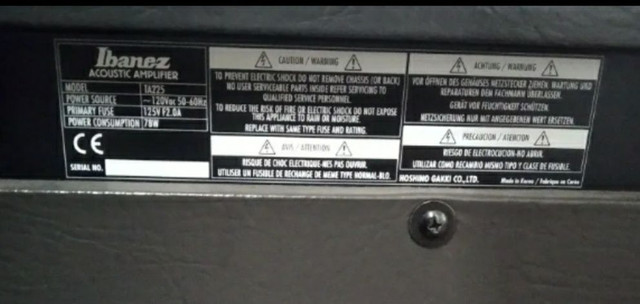 Ibanez
ACOUSTIC AMPLIFIER
MODEL TA225
POWER SOURCE ~120Vac 50-60Hz
PRIMARY FUSE 125V F2.0A
POWER CONSUMPTION 78W
CE
SERIAL NO.
CAUTION / WARNING
TO PREVENT ELECTRIC SHOCK DO NOT REMOVE CHASSIS (OR BACK)
NO USER SERVICEABLE PARTS INSIDE REFER SERVICING TO
QUALIFIED SERVICE PERSONNEL.
TO REDUCE THE RISK OF FIRE OR ELECTRIC SHOCK DO NOT EXPOSE
THIS APPLIANCE TO RAIN OR MOISTURE.
REPLACE WITH SAME TYPE FUSE AND RATING.
AVIS / ATTENTION
RISQUE DE CHOC ELECTRIQUE-NES PAS OUVRIR.
UTILISER UN FUSIBLE DE RECHANGE DE MEME TYPE NORMAL-BLO.
ACHTUNG / WARNUNG
VOR ÖFFNEN DES GEHÄUSES NETZSTECKER ZIEHEN, WARTUNG UND
REPARATUREN DEM FACHMANN ÜBERLASSEN.
GERÄT VOR FEUCHTIGKEIT SCHÜTZEN.
NETZSICHERUNG NUR MIT DEM ANGEGEBENEN WERT ERSETZEN.
PRECAUCION / ATENCION
RIESGO DE ELECTROCUCION-NO ABRIR.
UTILIZAR COMO RECAMBIO MISMO TIPO Y CLASE DE FUSIBLE.
HOSHINO GAKKI CO.,LTD. Made in Korea / Fabrique en Coree